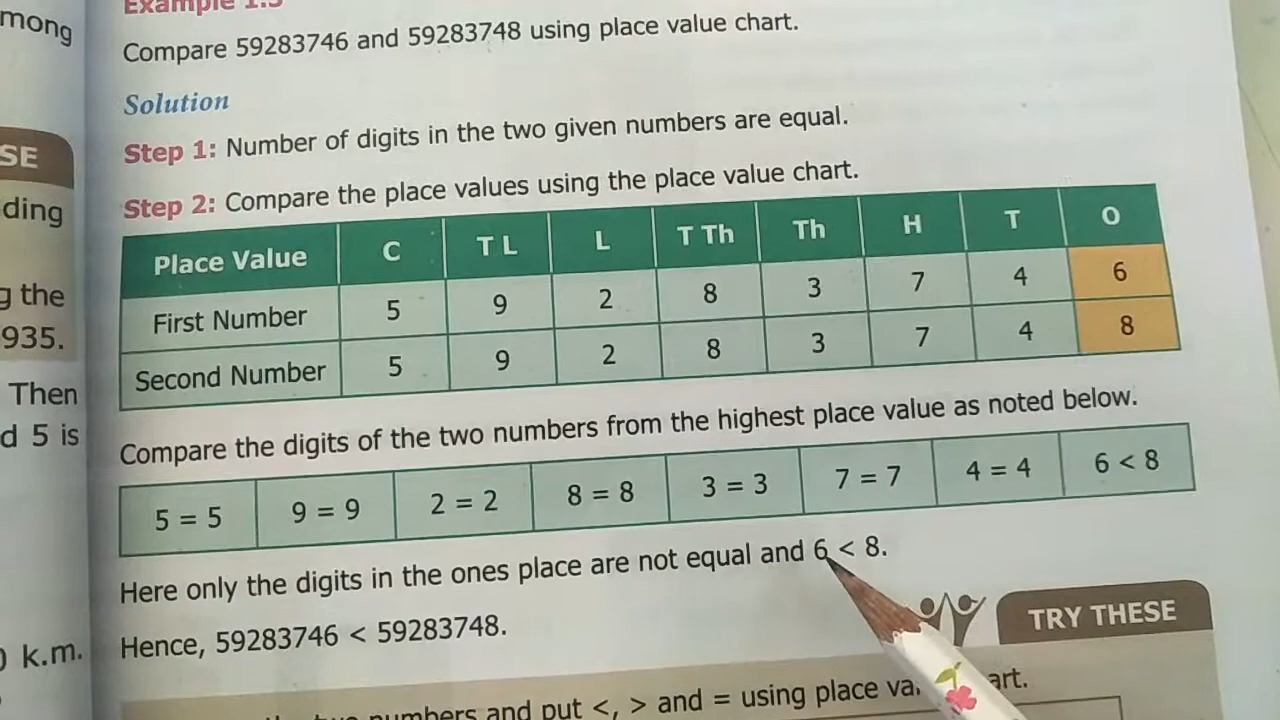 mong
SE
ding
g the
935.
Then
d 5 is
k.m.
Example 1.5
Compare 59283746 and 59283748 using place value chart.
Solution
Step 1: Number of digits in the two given numbers are equal.
Step 2: Compare the place values using the place value chart.
Place Value C T L L T Th Th H T O
First Number 5 9 2 8 3 7 4 6
Second Number 5 9 2 8 3 7 4 8
Compare the digits of the two numbers from the highest place value as noted below.
5 = 5 9 = 9 2 = 2 8 = 8 3 = 3 7 = 7 4 = 4 6 < 8
Here only the digits in the ones place are not equal and 6 < 8.
Hence, 59283746 < 59283748.
TRY THESE
numbers and put <, > and = using place va art.